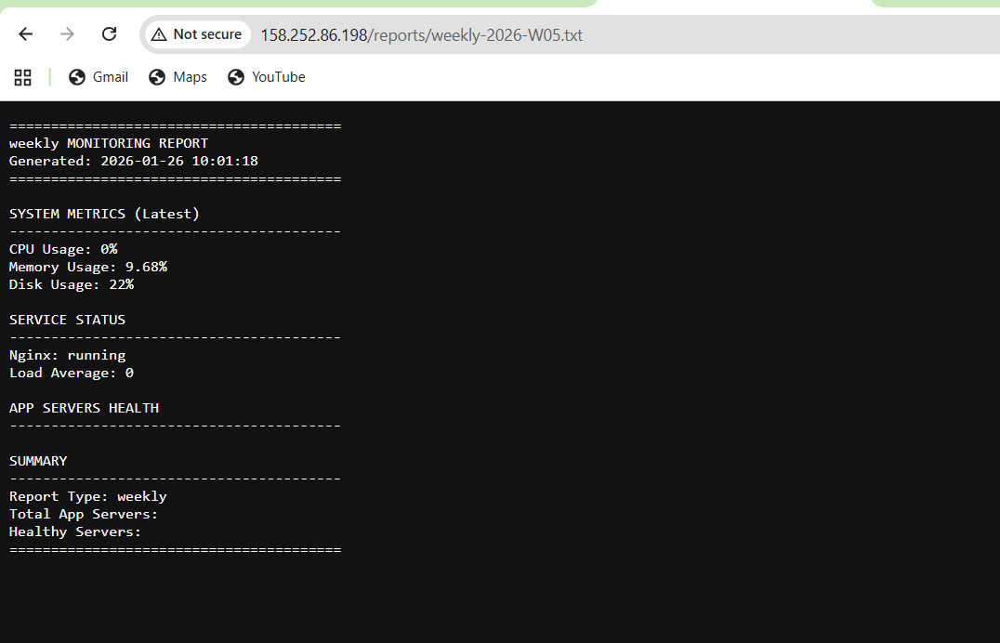 Not secure 158.252.86.198/reports/weekly-2026-W05.txt
Gmail Maps YouTube
========================================
weekly MONITORING REPORT
Generated: 2026-01-26 10:01:18
========================================
SYSTEM METRICS (Latest)
----------------------------------------
CPU Usage: 0%
Memory Usage: 9.68%
Disk Usage: 22%
SERVICE STATUS
----------------------------------------
Nginx: running
Load Average: 0
APP SERVERS HEALTH
----------------------------------------
SUMMARY
----------------------------------------
Report Type: weekly
Total App Servers:
Healthy Servers:
========================================